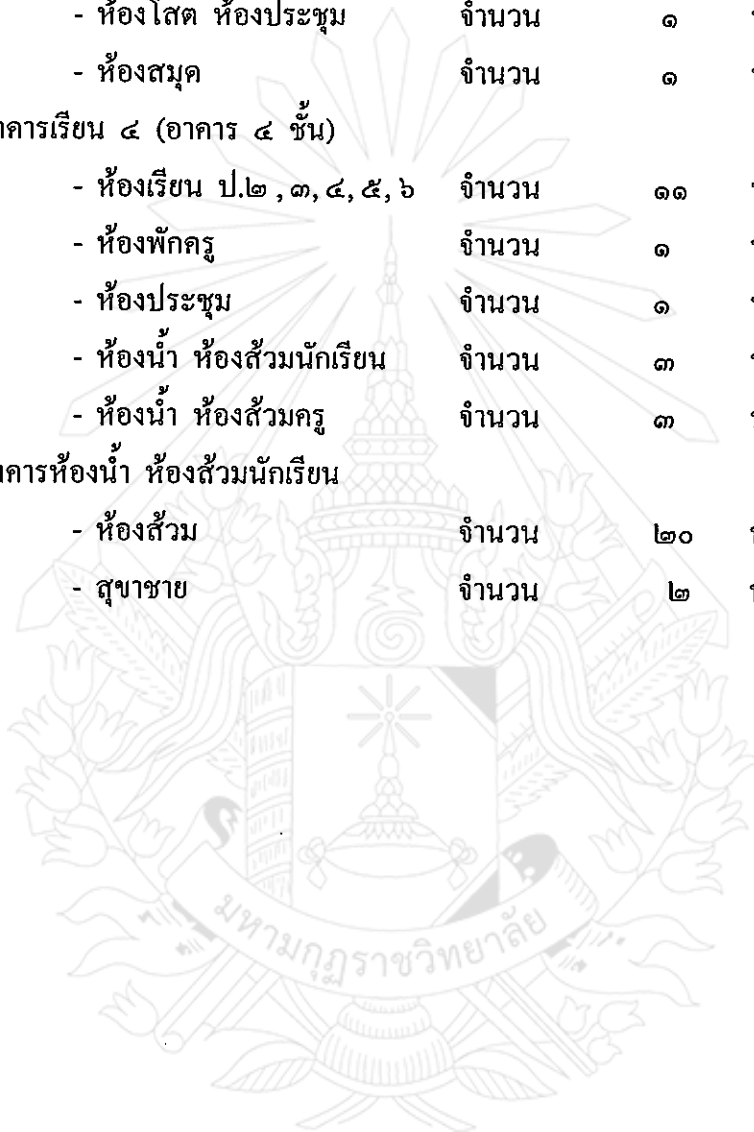 - ห้องโสต ห้องประชุม จำนวน ๑
- ห้องสมุด จำนวน ๑
าคารเรียน ๔ (อาคาร ๔ ชั้น)
- ห้องเรียน ป.๒ , ๓, ๔, ๕, ๖ จำนวน ๑๑
- ห้องพักครู จำนวน ๑
- ห้องประชุม จำนวน ๑
- ห้องน้ำ ห้องส้วมนักเรียน จำนวน ๓
- ห้องน้ำ ห้องส้วมครู จำนวน ๓
าคารห้องน้ำ ห้องส้วมนักเรียน
- ห้องส้วม จำนวน ๒๐
- สุขาชาย จำนวน ๒
มหามกุฏราชวิทยาลัย